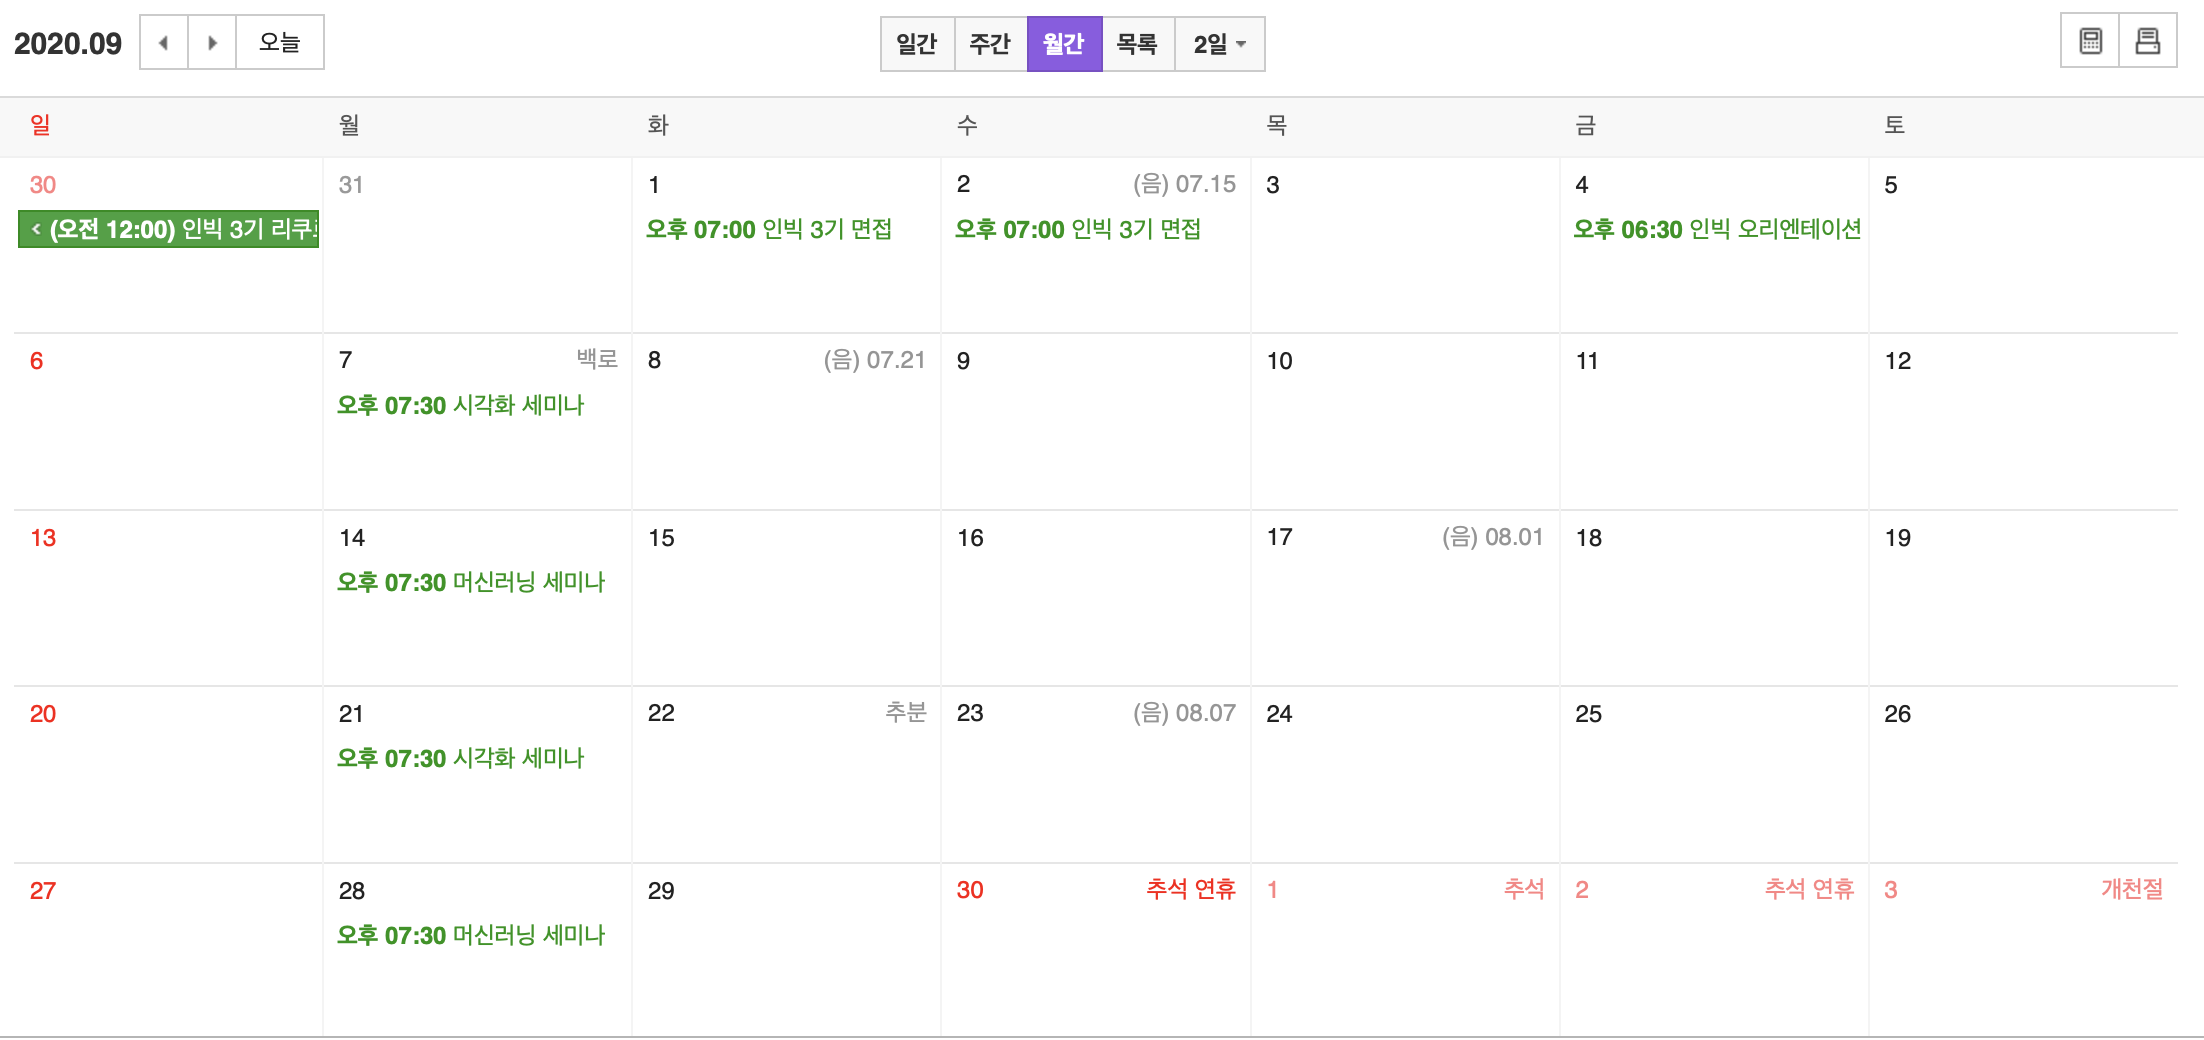 2020.09 오늘 일간 주간 월간 목록 2일
일 월 화 수 목 금 토
30 31 1 2 (음) 07.15 3 4 5
< (오전 12:00) 인빅 3기 오후 07:00 인빅 3기 면접 오후 07:00 인빅 3기 면접 오후 06:30 인빅 오리엔테이션
6 7 백로 8 (음) 07.21 9 10 11 12
오후 07:30 시각화 세미나
13 14 15 16 17 (음) 08.01 18 19
오후 07:30 머신러닝 세미나
20 21 22 추분 23 (음) 08.07 24 25 26
오후 07:30 시각화 세미나
27 28 29 30 추석 연휴 1 추석 2 추석 연휴 3 개천절
오후 07:30 머신러닝 세미나